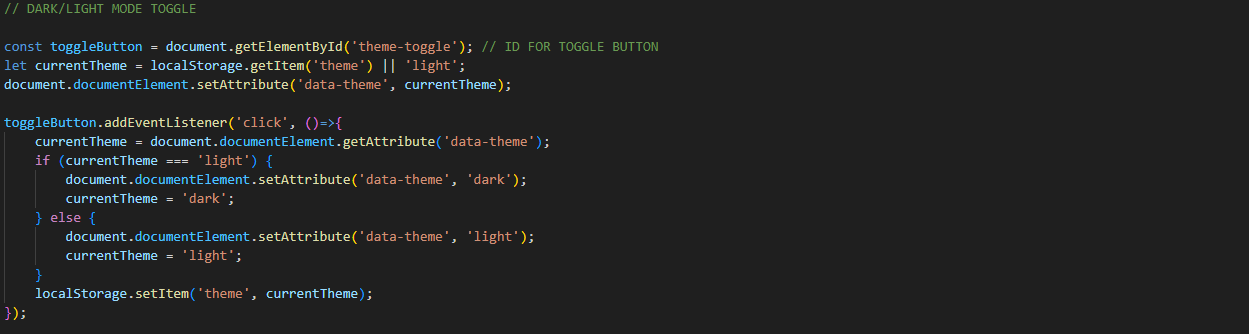 // DARK/LIGHT MODE TOGGLE
const toggleButton = document.getElementById('theme-toggle'); // ID FOR TOGGLE BUTTON
let currentTheme = localStorage.getItem('theme') || 'light';
document.documentElement.setAttribute('data-theme', currentTheme);
toggleButton.addEventListener('click', ()=>{
    currentTheme = document.documentElement.getAttribute('data-theme');
    if (currentTheme === 'light') {
        document.documentElement.setAttribute('data-theme', 'dark');
        currentTheme = 'dark';
    } else {
        document.documentElement.setAttribute('data-theme', 'light');
        currentTheme = 'light';
    }
    localStorage.setItem('theme', currentTheme);
});